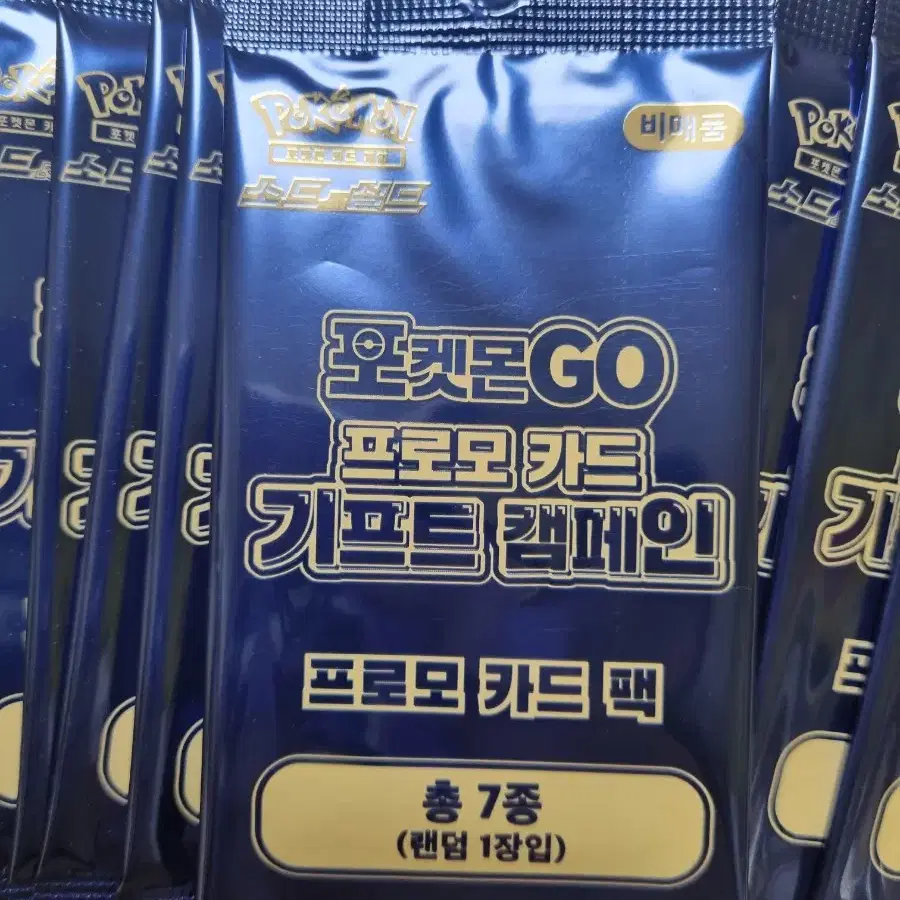 POKÉMON
포켓몬 카드 게임
비매품
소드&실드
포켓몬GO
프로모 카드
기프트 캠페인
프로모 카드 팩
총 7종
(랜덤 1장입)